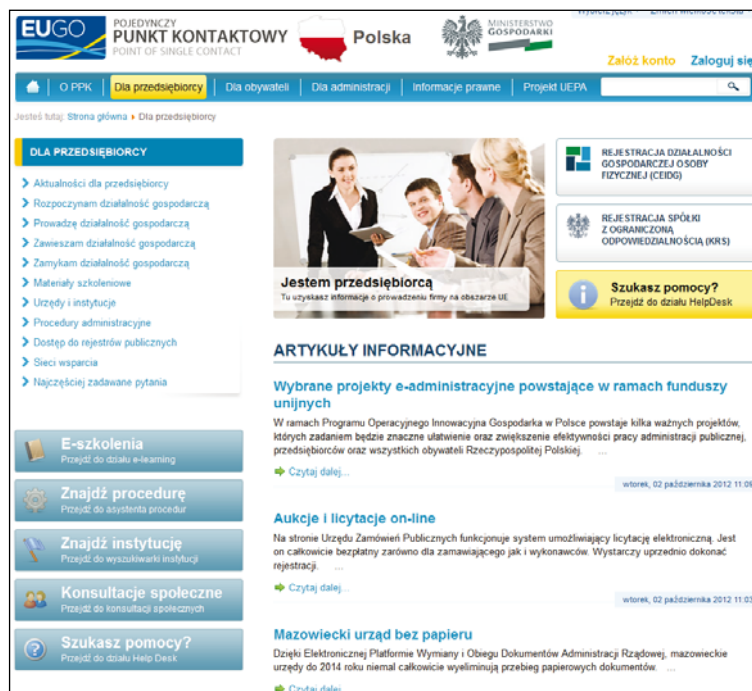 Wybierz język
Zmień wielkość tekstu
EUGO
POJEDYNCZY
PUNKT KONTAKTOWY
POINT OF SINGLE CONTACT
Polska
MINISTERSTWO
GOSPODARKI
Załóż konto Zaloguj się
O PPK Dla przedsiębiorcy Dla obywateli Dla administracji Informacje prawne Projekt UEPA
Jesteś tutaj: Strona główna Dla przedsiębiorcy
DLA PRZEDSIĘBIORCY
Aktualności dla przedsiębiorcy
Rozpoczynam działalność gospodarczą
Prowadzę działalność gospodarczą
Zawieszam działalność gospodarczą
Zamykam działalność gospodarczą
Materiały szkoleniowe
Urzędy i instytucje
Procedury administracyjne
Dostęp do rejestrów publicznych
Sieci wsparcia
Najczęściej zadawane pytania
E-szkolenia
Przejdź do działu e-learning
Znajdź procedurę
Przejdź do asystenta procedur
Znajdź instytucję
Przejdź do wyszukiwarki instytucji
Konsultacje społeczne
Przejdź do konsultacji społecznych
Szukasz pomocy?
Przejdź do działu Help Desk
Jestem przedsiębiorcą
Tu uzyskasz informacje o prowadzeniu firmy na obszarze UE
REJESTRACJA DZIAŁALNOŚCI
GOSPODARCZEJ OSOBY
FIZYCZNEJ (CEIDG)
REJESTRACJA SPÓŁKI
Z OGRANICZONĄ
ODPOWIEDZIALNOŚCIĄ (KRS)
Szukasz pomocy?
Przejdź do działu HelpDesk
ARTYKUŁY INFORMACYJNE
Wybrane projekty e-administracyjne powstające w ramach funduszy
unijnych
W ramach Programu Operacyjnego Innowacyjna Gospodarka w Polsce powstaje kilka ważnych projektów,
których zadaniem będzie znaczne ułatwienie oraz zwiększenie efektywności pracy administracji publicznej,
przedsiębiorców oraz wszystkich obywateli Rzeczypospolitej Polskiej. ...
Czytaj dalej...
wtorek, 02 października 2012 11:09
Aukcje i licytacje on-line
Na stronie Urzędu Zamówień Publicznych funkcjonuje system umożliwiający licytację elektroniczną. Jest
on całkowicie bezpłatny zarówno dla zamawiającego jak i wykonawców. Wystarczy uprzednio dokonać
rejestracji. ...
Czytaj dalej...
wtorek, 02 października 2012 11:03
Mazowiecki urząd bez papieru
Dzięki Elektronicznej Platformie Wymiany i Obiegu Dokumentów Administracji Rządowej, mazowieckie
urzędy do 2014 roku niemal całkowicie wyeliminują przebieg papierowych dokumentów. ...
Czytaj dalej...